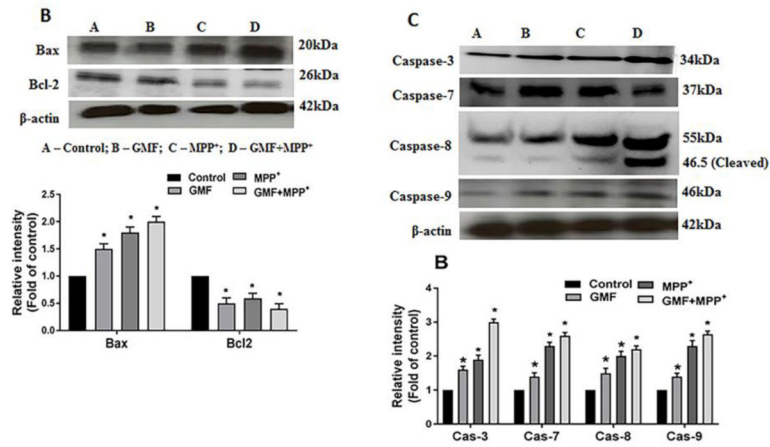 B
A B C D
Bax 20kDa
Bcl-2 26kDa
β-actin 42kDa
A – Control; B – GMF; C – MPP⁺; D – GMF+MPP⁺
Control MPP⁺
GMF GMF+MPP⁺
Relative intensity
(Fold of control)
2.5
2.0
1.5
1.0
0.5
0.0
* * * * * *
Bax Bcl2
C
A B C D
Caspase-3 34kDa
Caspase-7 37kDa
Caspase-8 55kDa
46.5 (Cleaved)
Caspase-9 46kDa
β-actin 42kDa
B
Control MPP⁺
GMF GMF+MPP⁺
Relative intensity
(Fold of control)
4
3
2
1
0
* * * * * * * * * * * *
Cas-3 Cas-7 Cas-8 Cas-9